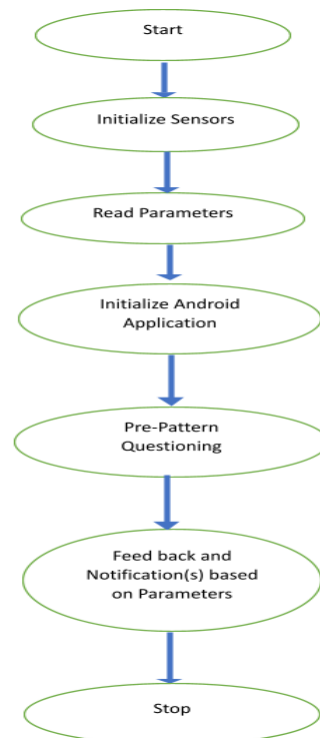 Start
Initialize Sensors
Read Parameters
Initialize Android
Application
Pre-Pattern
Questioning
Feed back and
Notification(s) based
on Parameters
Stop